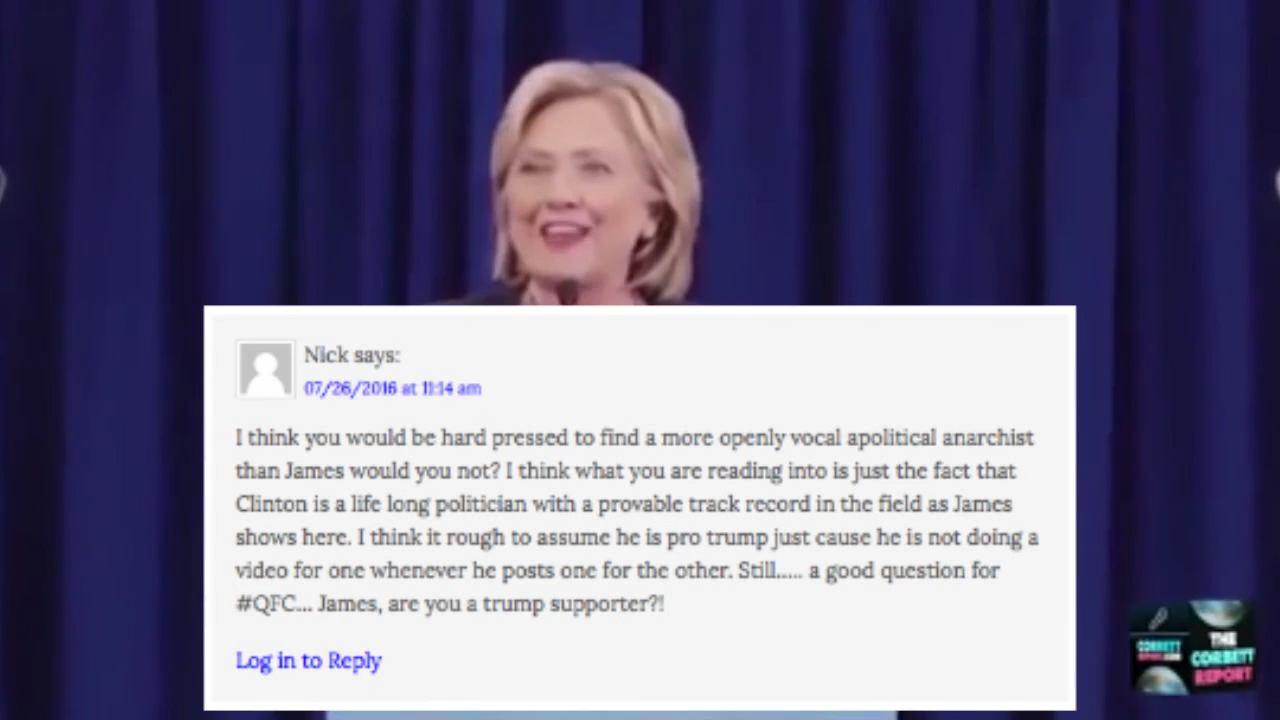 Nick says:
07/26/2016 at 11:14 am
I think you would be hard pressed to find a more openly vocal apolitical anarchist
than James would you not? I think what you are reading into is just the fact that
Clinton is a life long politician with a provable track record in the field as James
shows here. I think it rough to assume he is pro trump just cause he is not doing a
video for one whenever he posts one for the other. Still..... a good question for
#QFC... James, are you a trump supporter?!
Log in to Reply
THE
CORBETT
REPORT